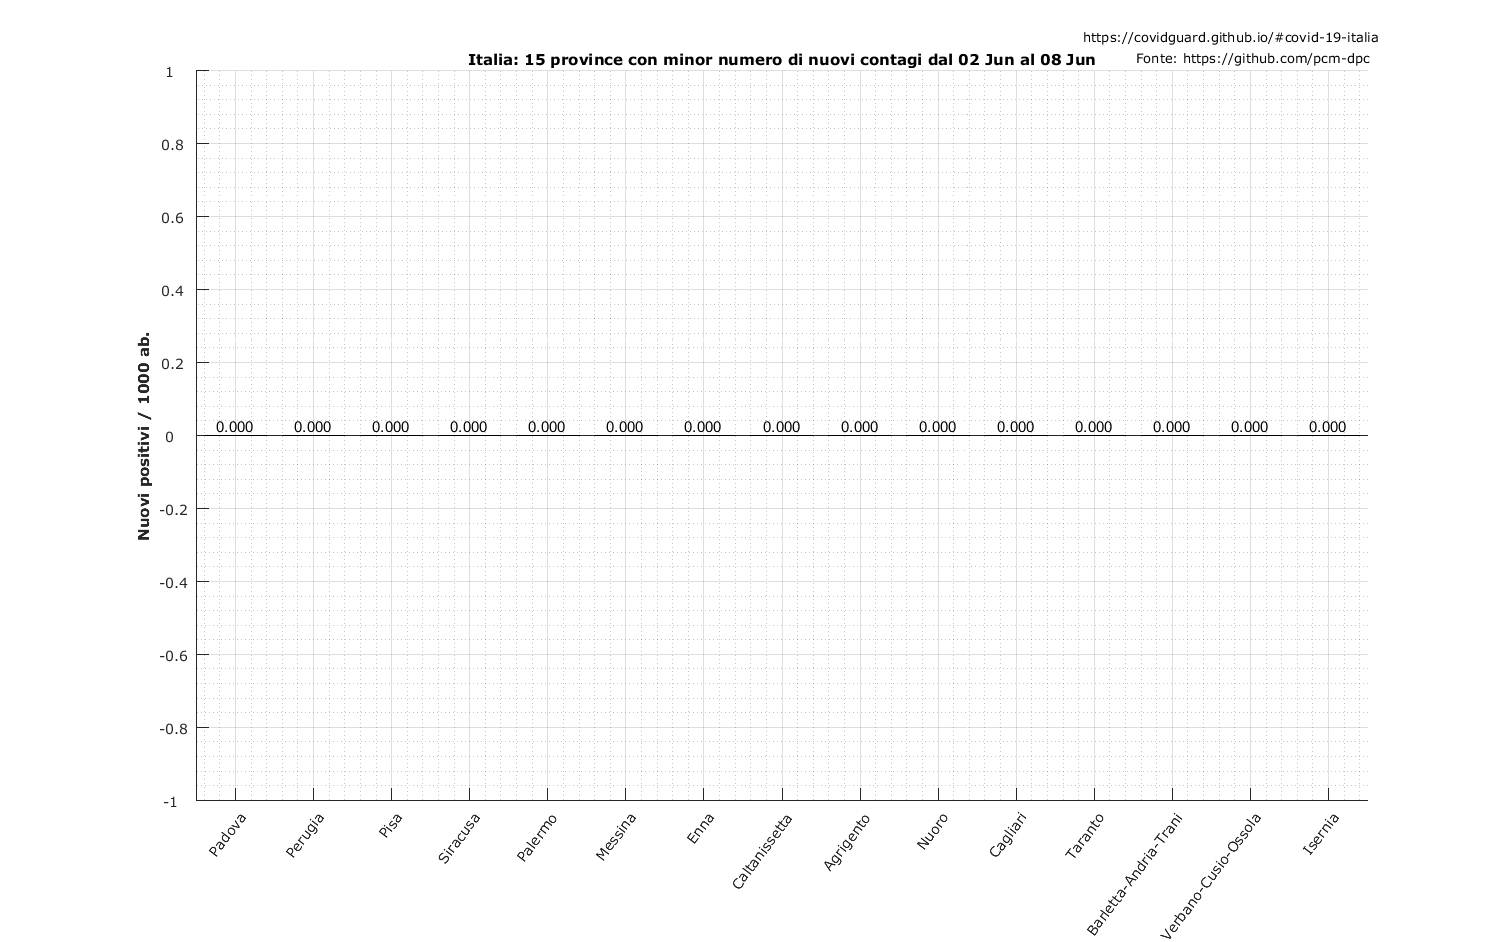 https://covidguard.github.io/#covid-19-italia
Italia: 15 province con minor numero di nuovi contagi dal 02 Jun al 08 Jun
Fonte: https://github.com/pcm-dpc
Nuovi positivi / 1000 ab.
1
0.8
0.6
0.4
0.2
0
-0.2
-0.4
-0.6
-0.8
-1
0.000 0.000 0.000 0.000 0.000 0.000 0.000 0.000 0.000 0.000 0.000 0.000 0.000 0.000 0.000
Padova
Perugia
Pisa
Siracusa
Palermo
Messina
Enna
Caltanissetta
Agrigento
Nuoro
Cagliari
Taranto
Barletta-Andria-Trani
Verbano-Cusio-Ossola
Isernia